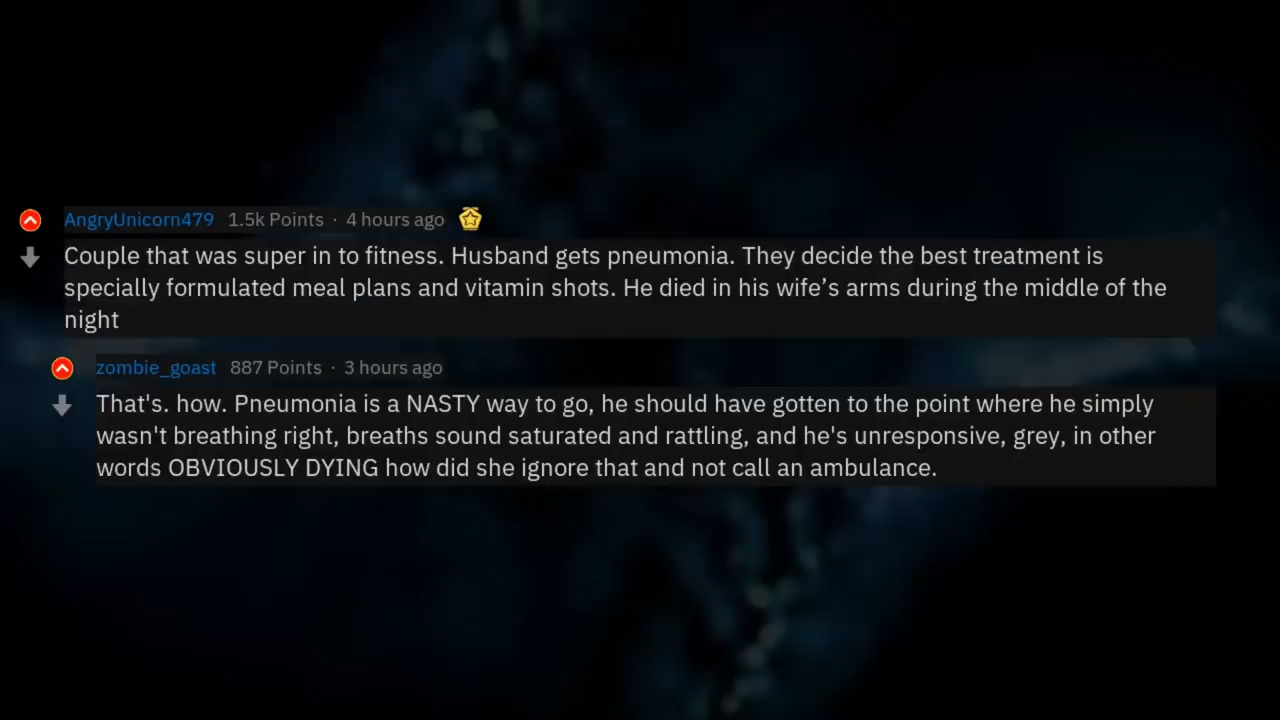 AngryUnicorn479 1.5k Points · 4 hours ago
Couple that was super in to fitness. Husband gets pneumonia. They decide the best treatment is
specially formulated meal plans and vitamin shots. He died in his wife’s arms during the middle of the
night
zombie_goast 887 Points · 3 hours ago
That's. how. Pneumonia is a NASTY way to go, he should have gotten to the point where he simply
wasn't breathing right, breaths sound saturated and rattling, and he's unresponsive, grey, in other
words OBVIOUSLY DYING how did she ignore that and not call an ambulance.